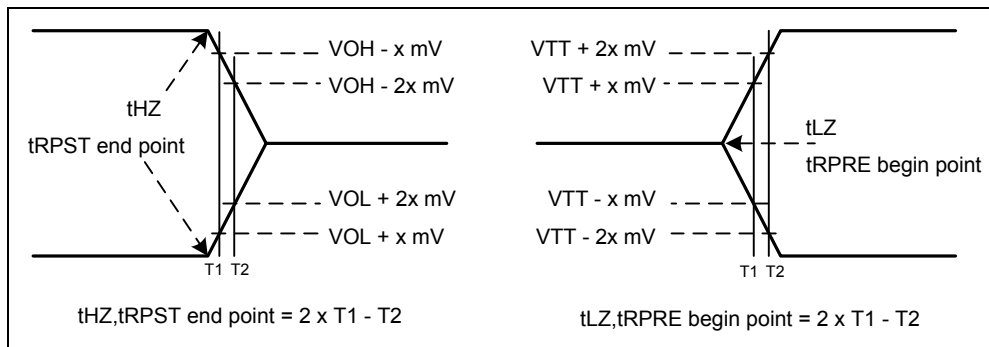 VOH - x mV
VOH - 2x mV
tHZ
tRPST end point
VOL + 2x mV
VOL + x mV
T1 T2
tHZ,tRPST end point = 2 x T1 - T2
VTT + 2x mV
VTT + x mV
tLZ
tRPRE begin point
VTT - x mV
VTT - 2x mV
T1 T2
tLZ,tRPRE begin point = 2 x T1 - T2